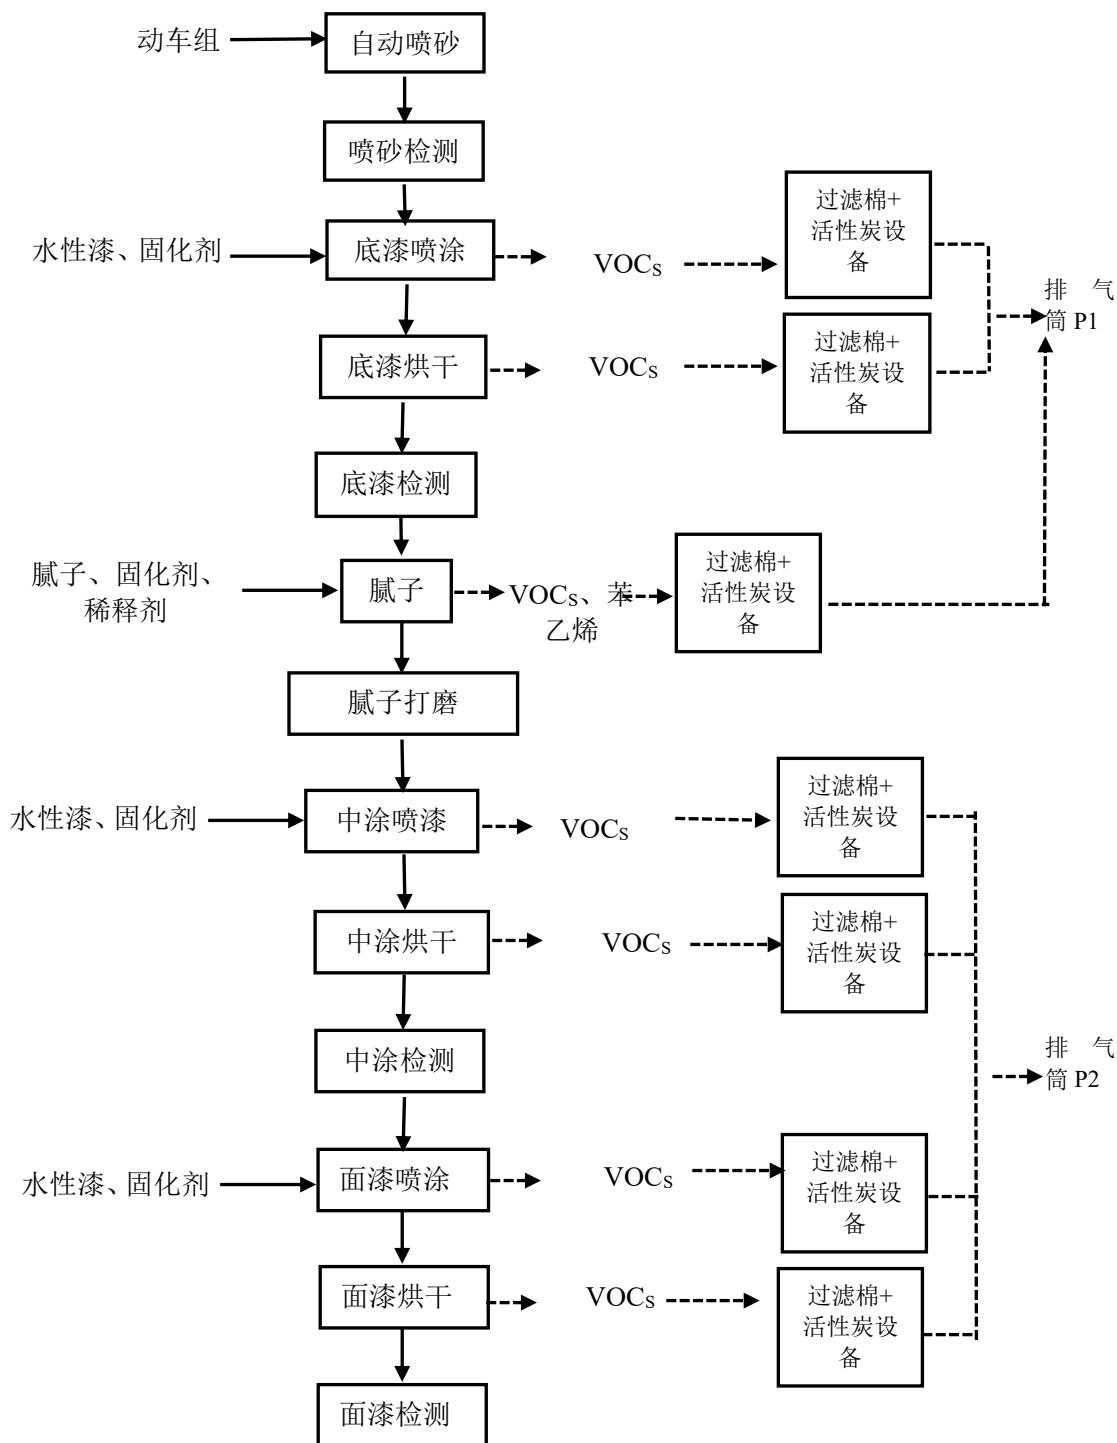 动车组
自动喷砂
喷砂检测
水性漆、固化剂
底漆喷涂
VOCs
过滤棉+
活性炭设
备
排 气
筒 P1
底漆烘干
VOCs
过滤棉+
活性炭设
备
底漆检测
腻子、固化剂、
稀释剂
腻子
VOCs、苯
乙烯
过滤棉+
活性炭设
备
腻子打磨
水性漆、固化剂
中涂喷漆
VOCs
过滤棉+
活性炭设
备
中涂烘干
VOCs
过滤棉+
活性炭设
备
中涂检测
排 气
筒 P2
水性漆、固化剂
面漆喷涂
VOCs
过滤棉+
活性炭设
备
面漆烘干
VOCs
过滤棉+
活性炭设
备
面漆检测